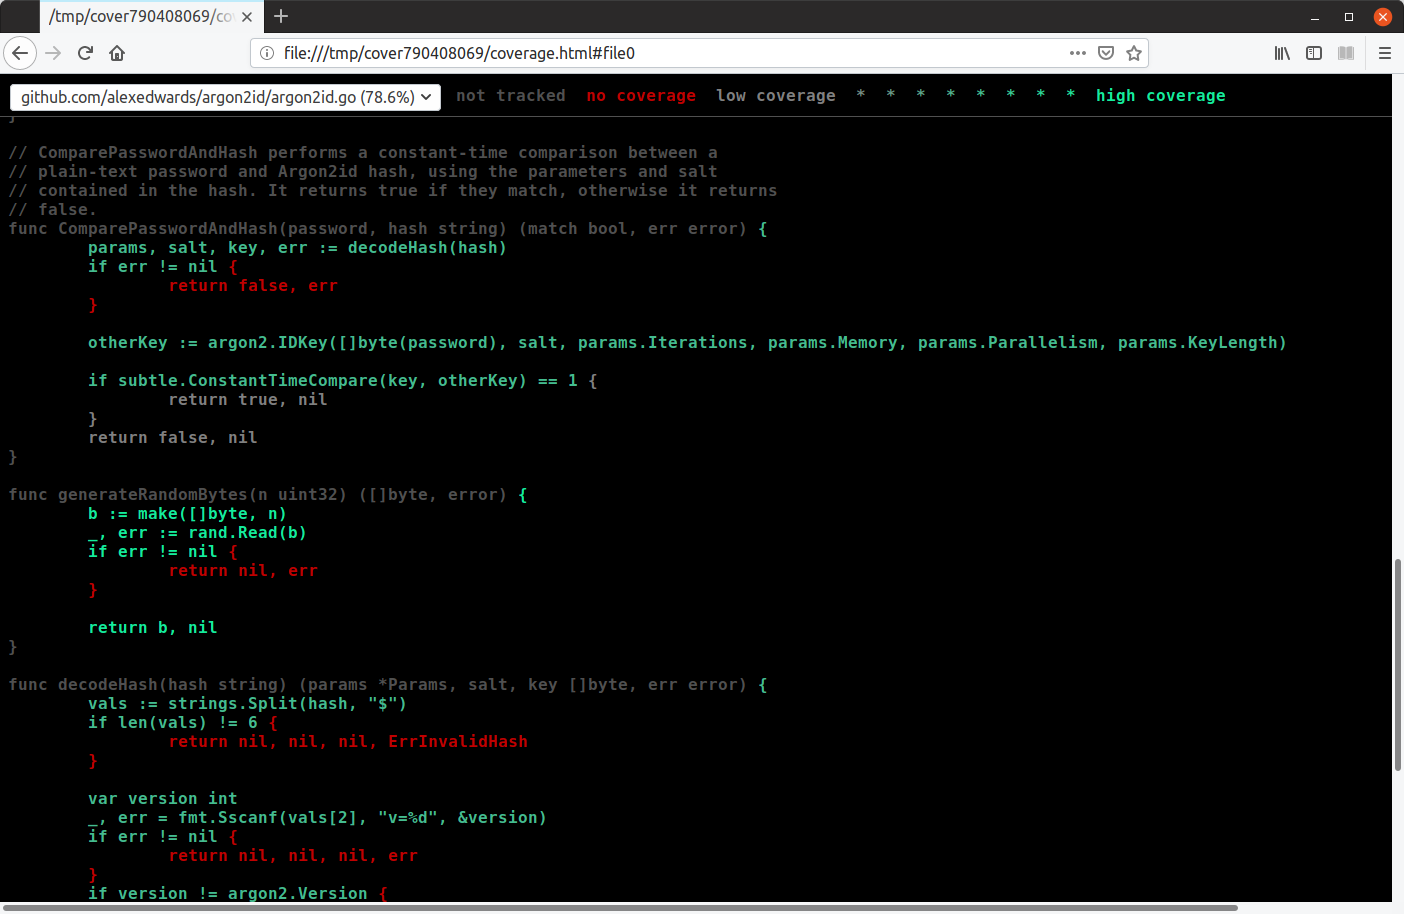 /tmp/cover790408069/cov
file:///tmp/cover790408069/coverage.html#file0
github.com/alexedwards/argon2id/argon2id.go (78.6%) not tracked no coverage low coverage * * * * * * * * high coverage
}
// ComparePasswordAndHash performs a constant-time comparison between a
// plain-text password and Argon2id hash, using the parameters and salt
// contained in the hash. It returns true if they match, otherwise it returns
// false.
func ComparePasswordAndHash(password, hash string) (match bool, err error) {
params, salt, key, err := decodeHash(hash)
if err != nil {
return false, err
}
otherKey := argon2.IDKey([]byte(password), salt, params.Iterations, params.Memory, params.Parallelism, params.KeyLength)
if subtle.ConstantTimeCompare(key, otherKey) == 1 {
return true, nil
}
return false, nil
}
func generateRandomBytes(n uint32) ([]byte, error) {
b := make([]byte, n)
_, err := rand.Read(b)
if err != nil {
return nil, err
}
return b, nil
}
func decodeHash(hash string) (params *Params, salt, key []byte, err error) {
vals := strings.Split(hash, "$")
if len(vals) != 6 {
return nil, nil, nil, ErrInvalidHash
}
var version int
_, err = fmt.Sscanf(vals[2], "v=%d", &version)
if err != nil {
return nil, nil, nil, err
}
if version != argon2.Version {